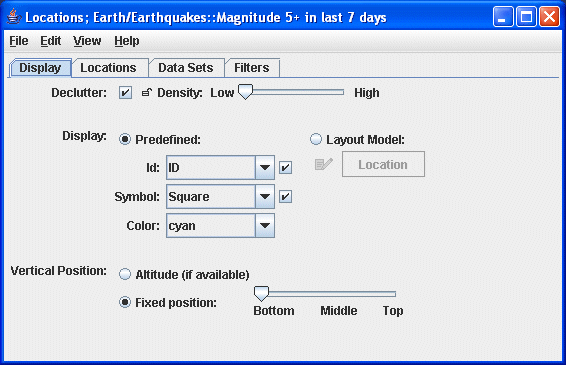 Locations; Earth/Earthquakes::Magnitude 5+ in last 7 days
File Edit View Help
Display Locations Data Sets Filters
Declutter: Density: Low High
Display: Predefined: Layout Model:
Id: ID Location
Symbol: Square
Color: cyan
Vertical Position: Altitude (if available)
Fixed position:
Bottom Middle Top